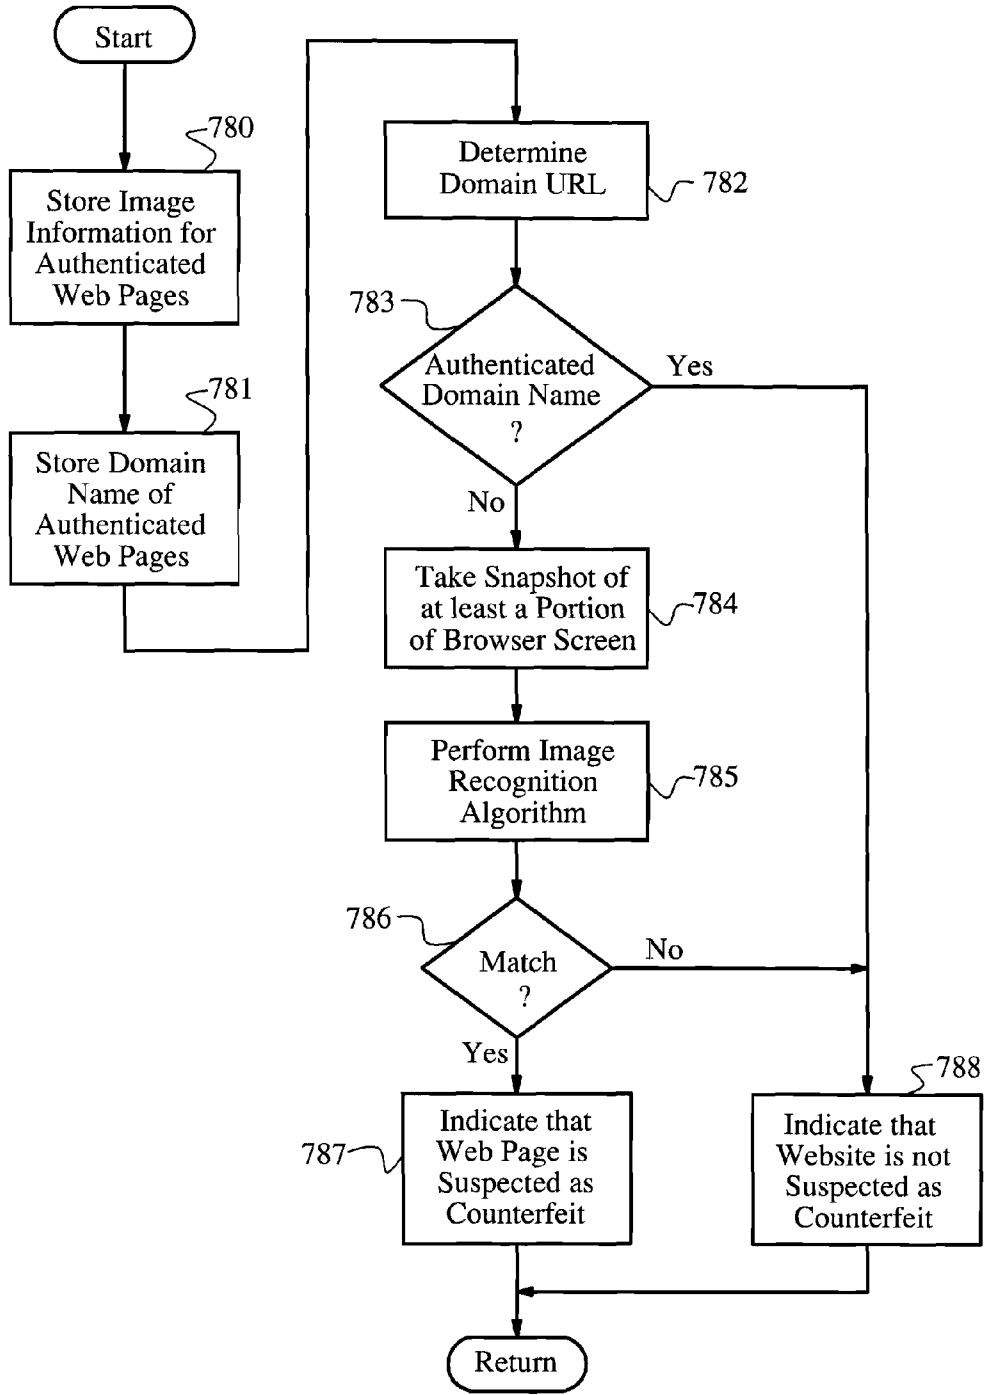 Start
780
Store Image
Information for
Authenticated
Web Pages
781
Store Domain
Name of
Authenticated
Web Pages
Determine
Domain URL
782
783
Authenticated
Domain Name
?
Yes
No
Take Snapshot of
at least a Portion
of Browser Screen
784
Perform Image
Recognition
Algorithm
785
786
Match
?
No
Yes
787
Indicate that
Web Page is
Suspected as
Counterfeit
788
Indicate that
Website is not
Suspected as
Counterfeit
Return